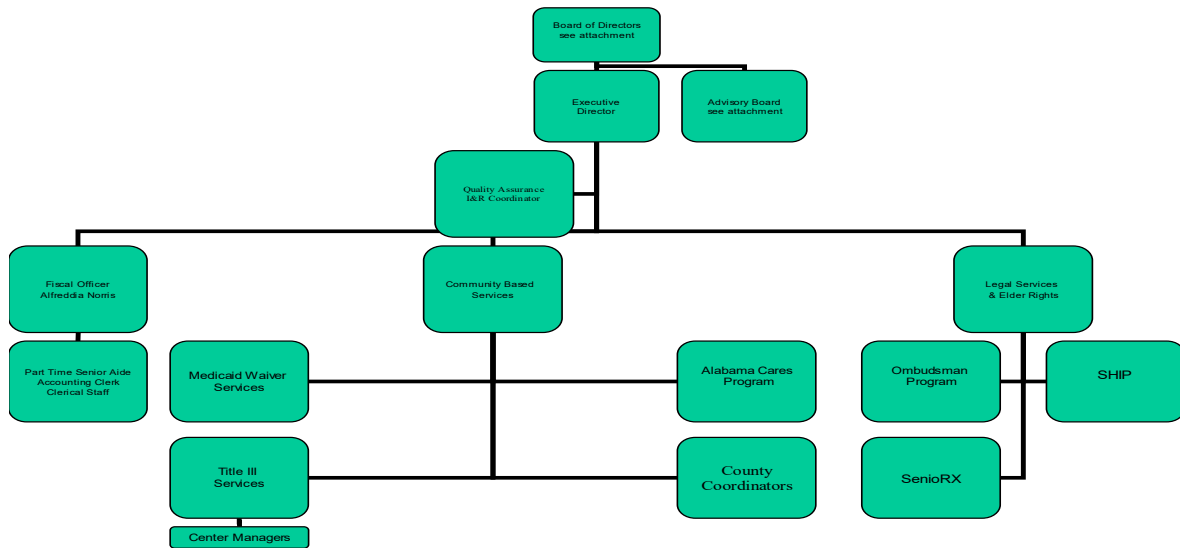 Board of Directors
see attachment
Executive
Director
Advisory Board
see attachment
Quality Assurance
I&R Coordinator
Fiscal Officer
Alfreddia Norris
Community Based
Services
Legal Services
& Elder Rights
Part Time Senior Aide
Accounting Clerk
Clerical Staff
Medicaid Waiver
Services
Alabama Cares
Program
Ombudsman
Program
SHIP
Title III
Services
County
Coordinators
SenioRX
Center Managers